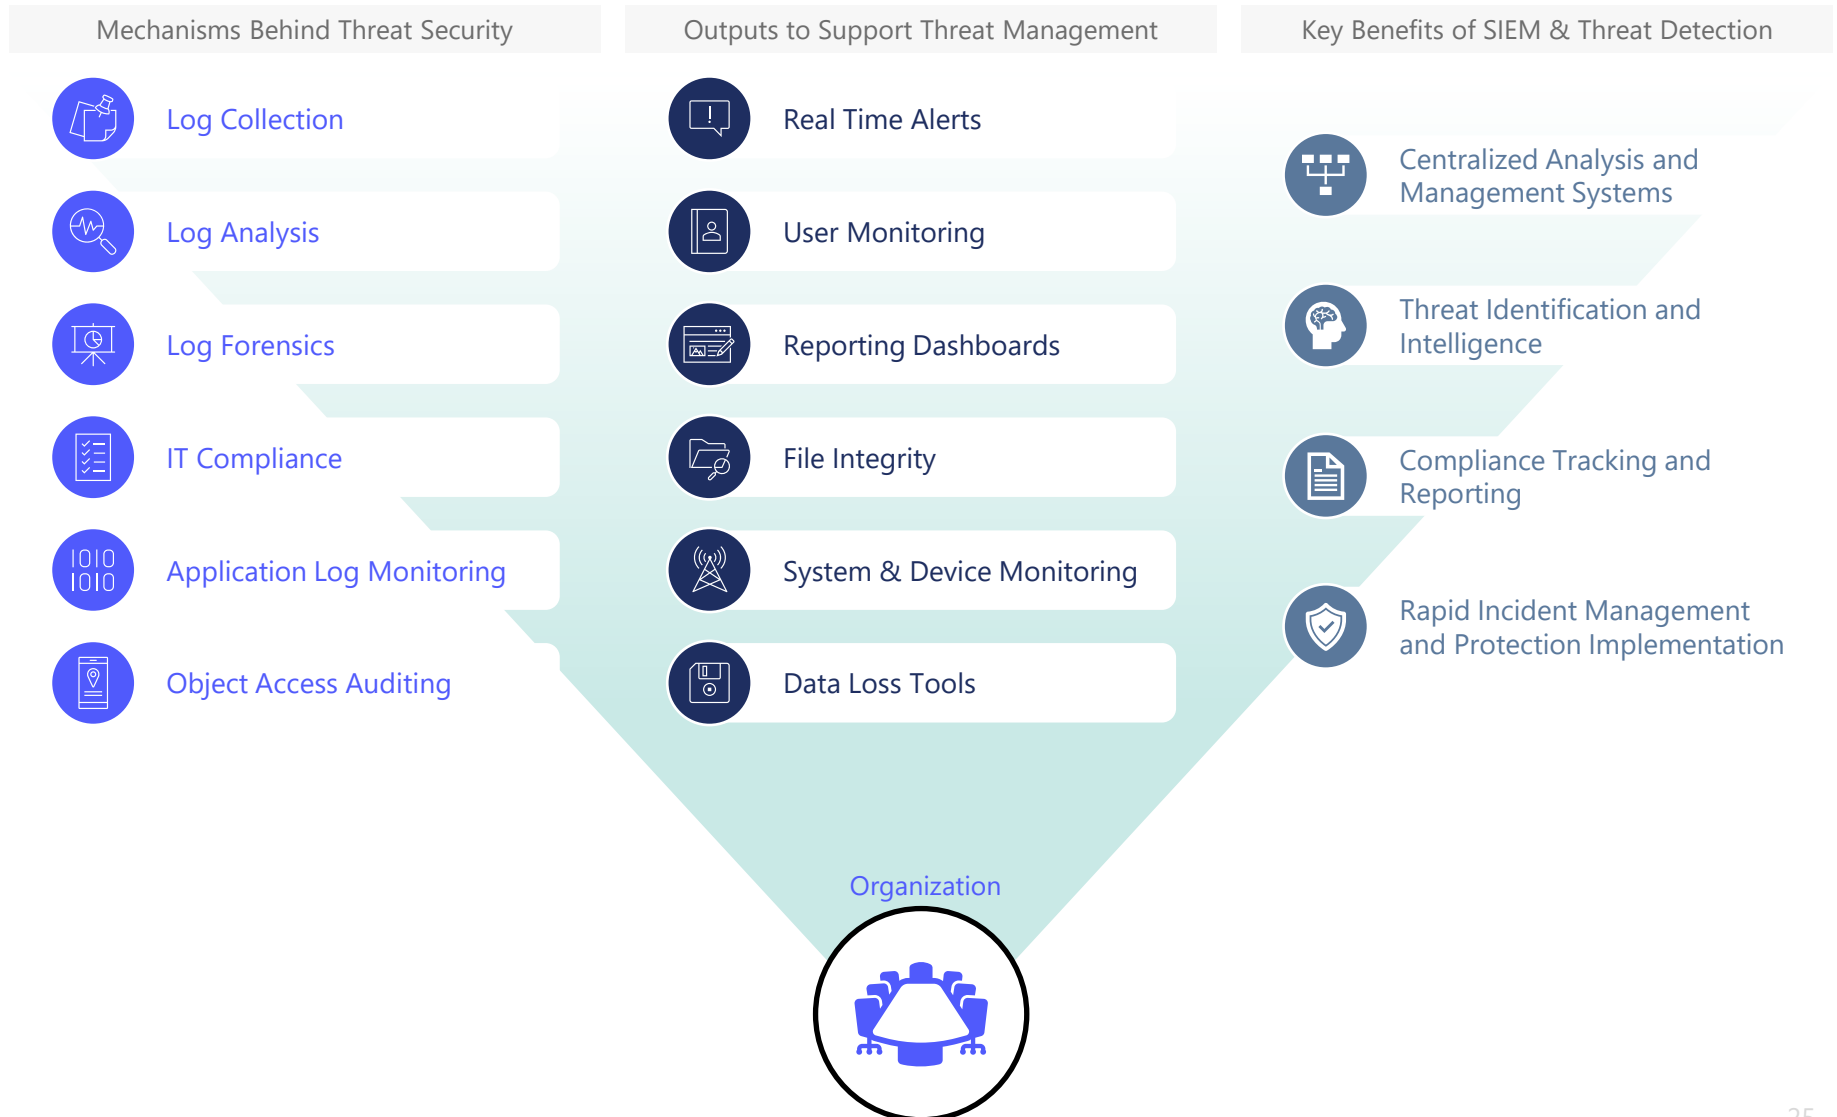 Mechanisms Behind Threat Security
Log Collection
Log Analysis
Log Forensics
IT Compliance
1010
1010
Application Log Monitoring
Object Access Auditing
Outputs to Support Threat Management
!
Real Time Alerts
User Monitoring
Reporting Dashboards
File Integrity
System & Device Monitoring
Data Loss Tools
Key Benefits of SIEM & Threat Detection
Centralized Analysis and
Management Systems
Threat Identification and
Intelligence
Compliance Tracking and
Reporting
Rapid Incident Management
and Protection Implementation
Organization
25